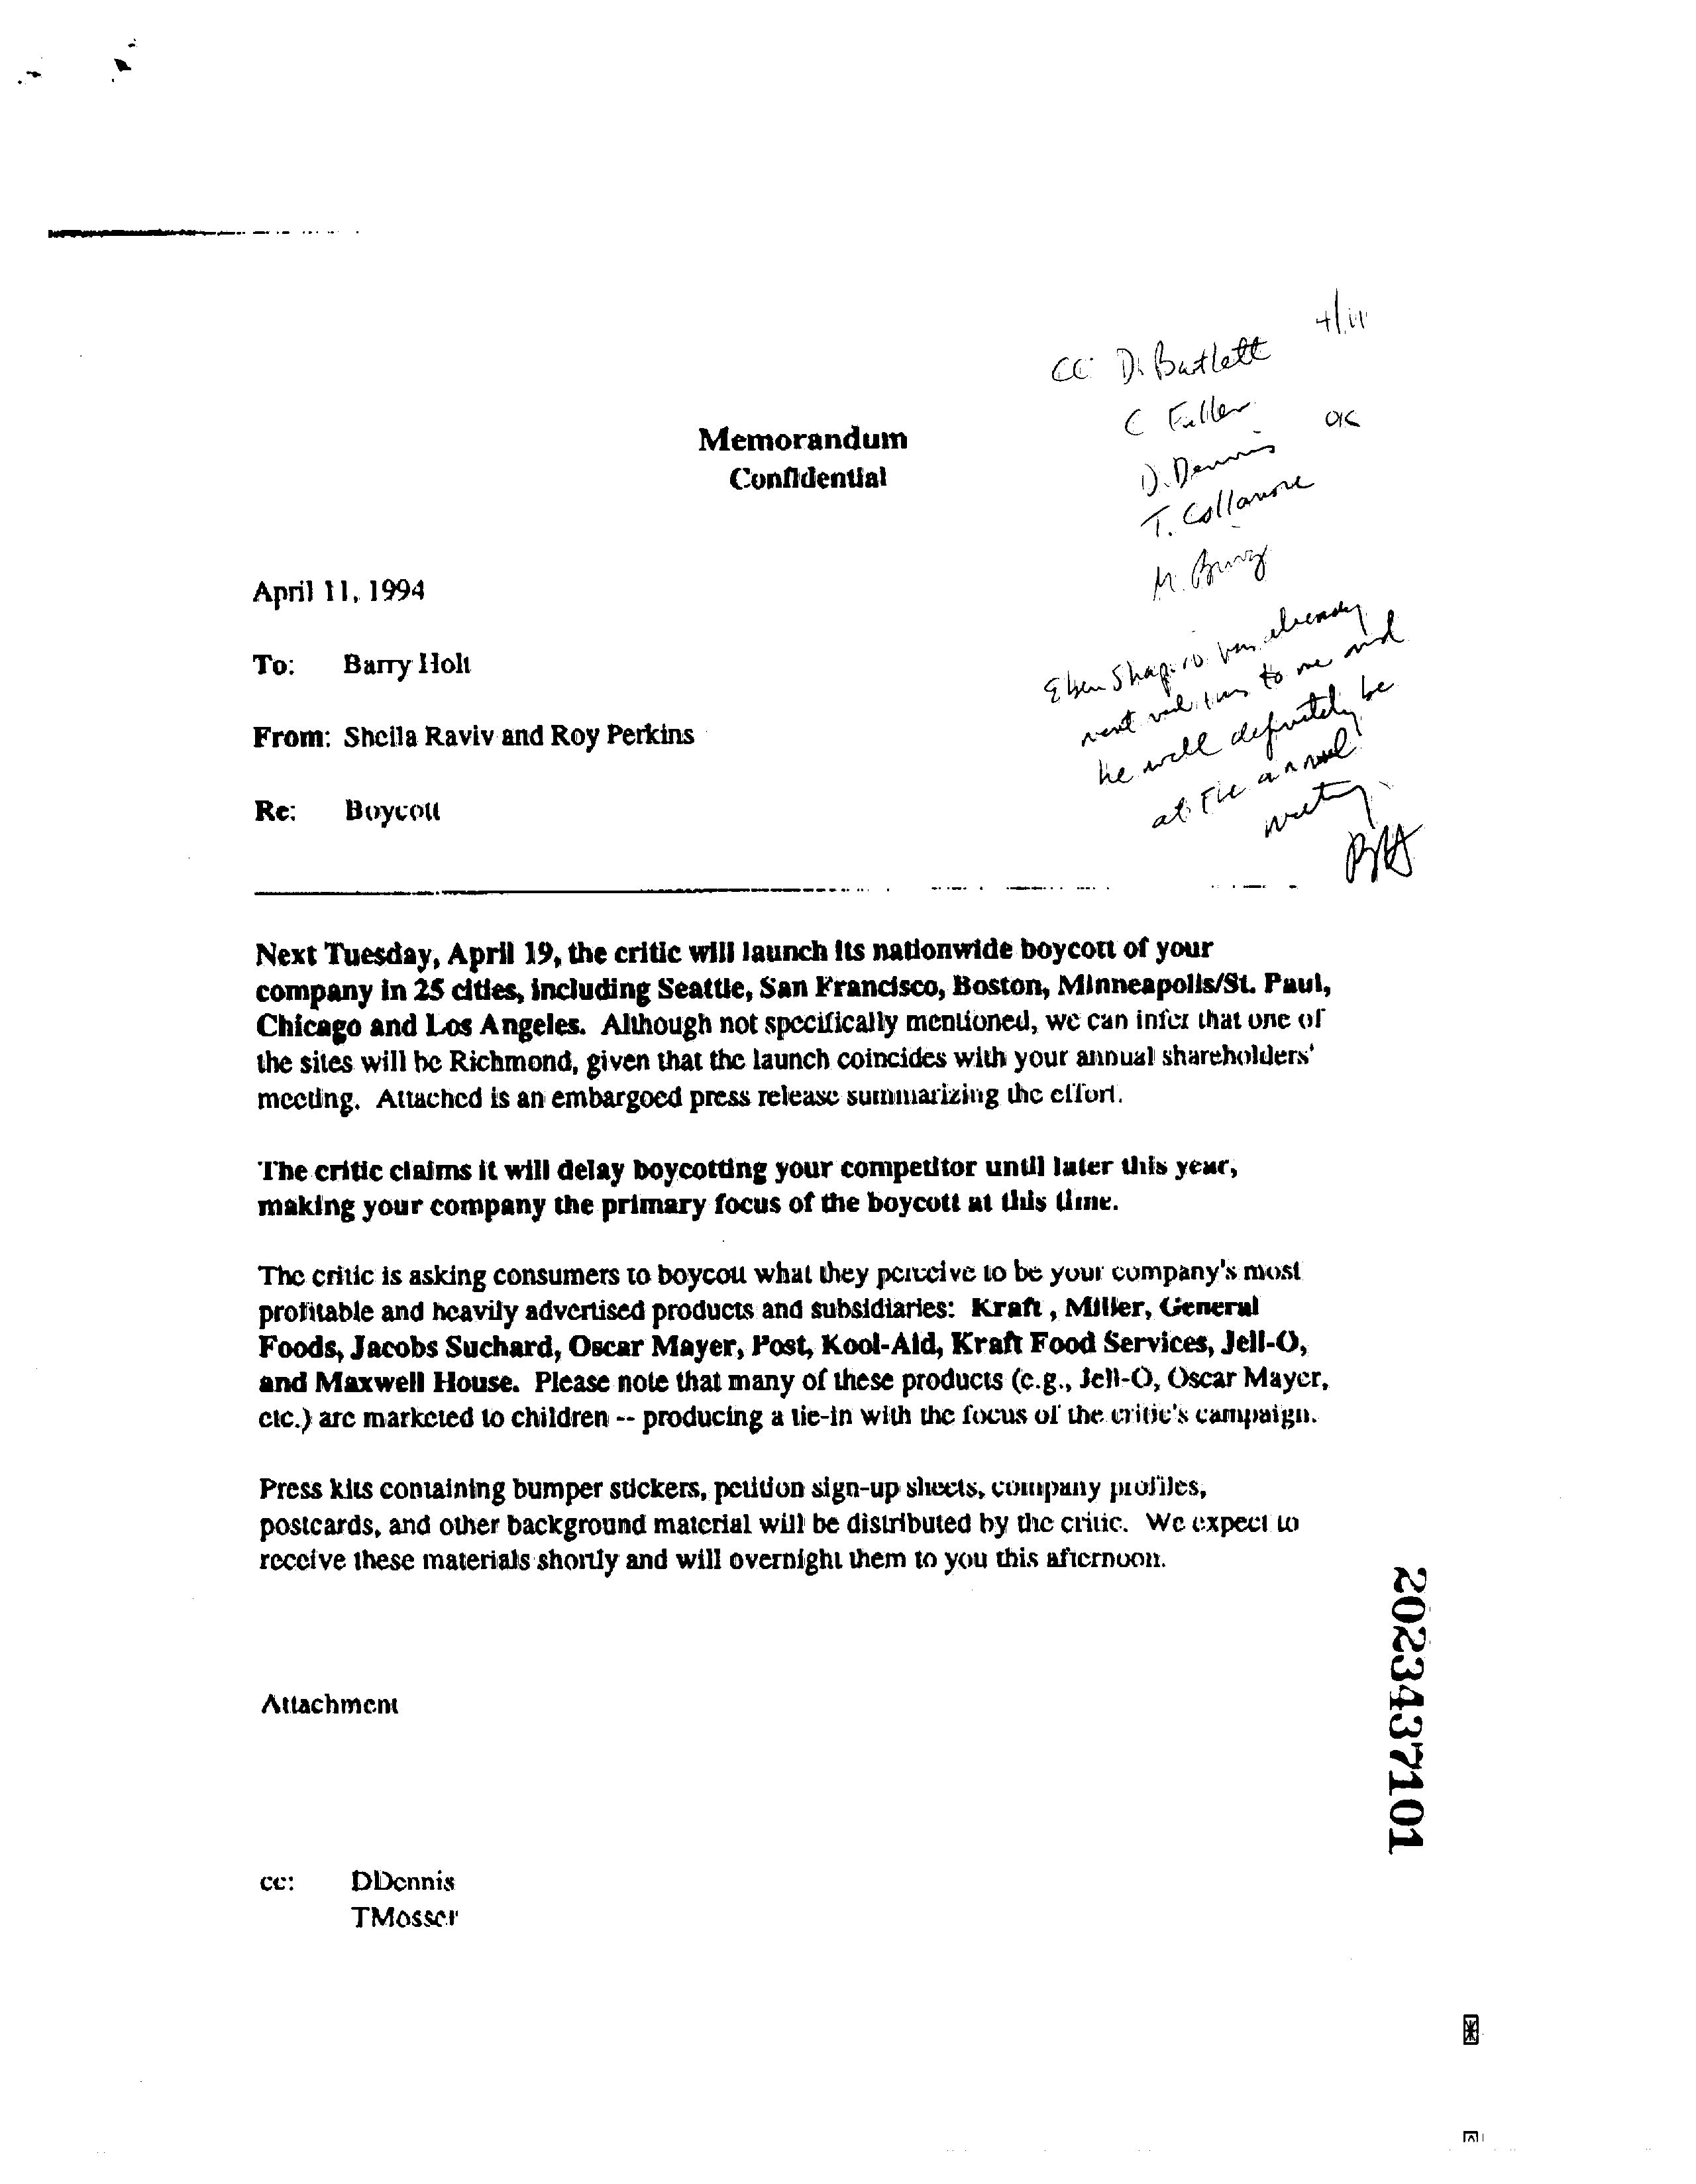 4/11
cc: D. Bartlett
C Fuller OK
D. Dennis
T. Collamore
Memorandum
Confidential
April 11, 1994
To: Barry Holt
From: Sheila Raviv and Roy Perkins
Re: Boycott
Eben Shapiro has already
to me and
he will definitely be
at the annual
meeting
Next Tuesday, April 19, the critic will launch its nationwide boycott of your
company in 25 cities, including Seattle, San Francisco, Boston, Minneapolis/St. Paul,
Chicago and Los Angeles. Although not specifically mentioned, we can infer that one of
the sites will be Richmond, given that the launch coincides with your annual shareholders'
meeting. Attached is an embargoed press release summarizing the effort.
The critic claims it will delay boycotting your competitor until later this year,
making your company the primary focus of the boycott at this time.
The critic is asking consumers to boycott what they perceive to be your company's most
profitable and heavily advertised products and subsidiaries: Kraft , Miller, General
Foods, Jacobs Suchard, Oscar Mayer, Post, Kool-Aid, Kraft Food Services, Jell-O,
and Maxwell House. Please note that many of these products (e.g., Jell-O, Oscar Mayer,
etc.) are marketed to children -- producing a tie-in with the focus of the critic's campaign.
Press kits containing bumper stickers, petition sign-up sheets, company profiles,
postcards, and other background material will be distributed by the critic. We expect to
receive these materials shortly and will overnight them to you this afternoon.
Attachment
cc: DDennis
TMosser
2023437101